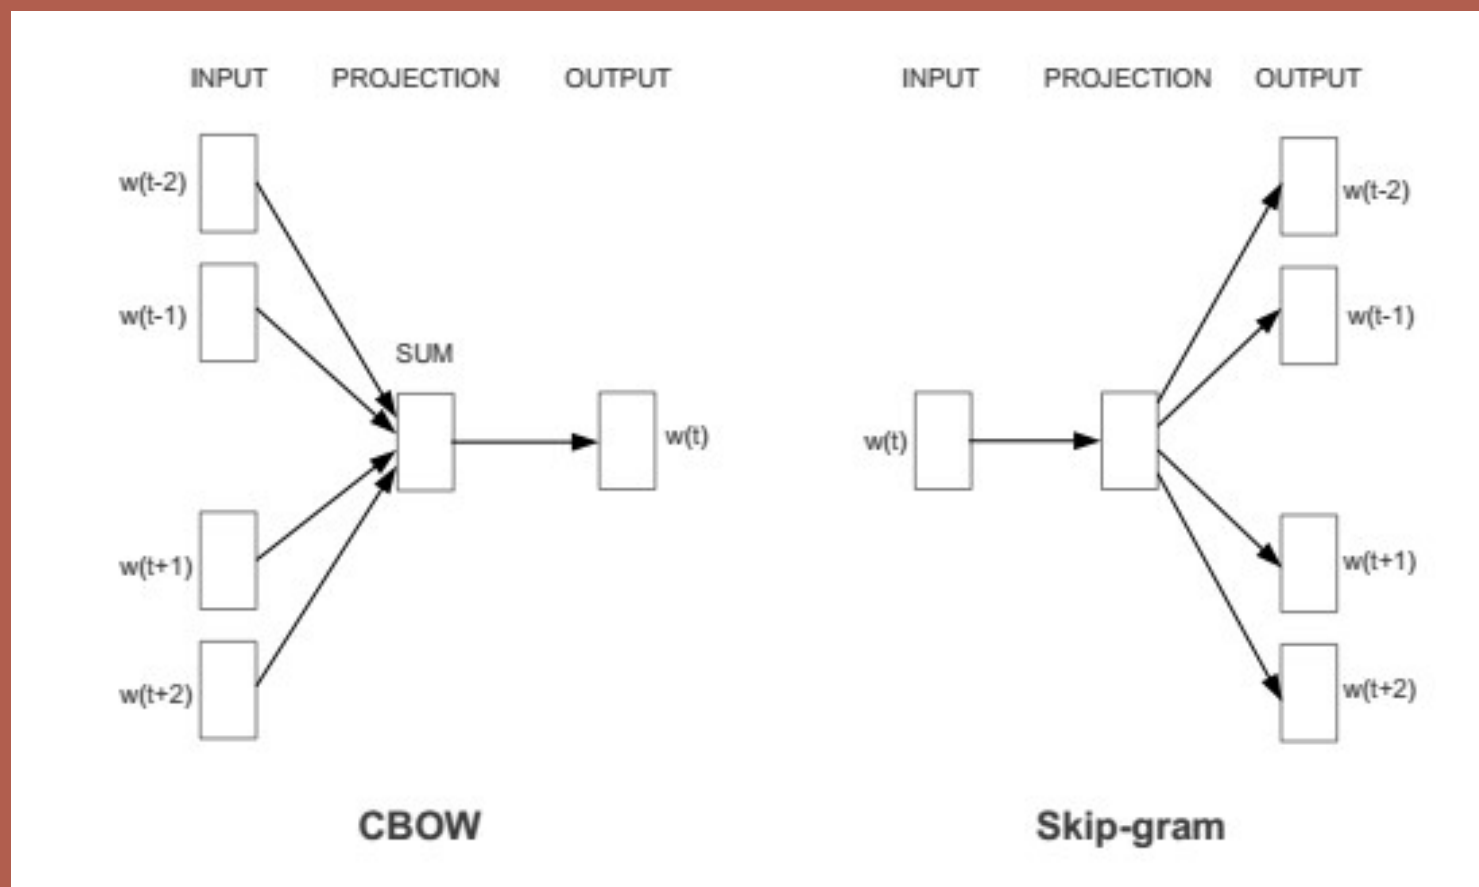 INPUT PROJECTION OUTPUT
w(t-2)
w(t-1)
SUM
w(t)
w(t+1)
w(t+2)
CBOW
INPUT PROJECTION OUTPUT
w(t-2)
w(t-1)
w(t)
w(t+1)
w(t+2)
Skip-gram